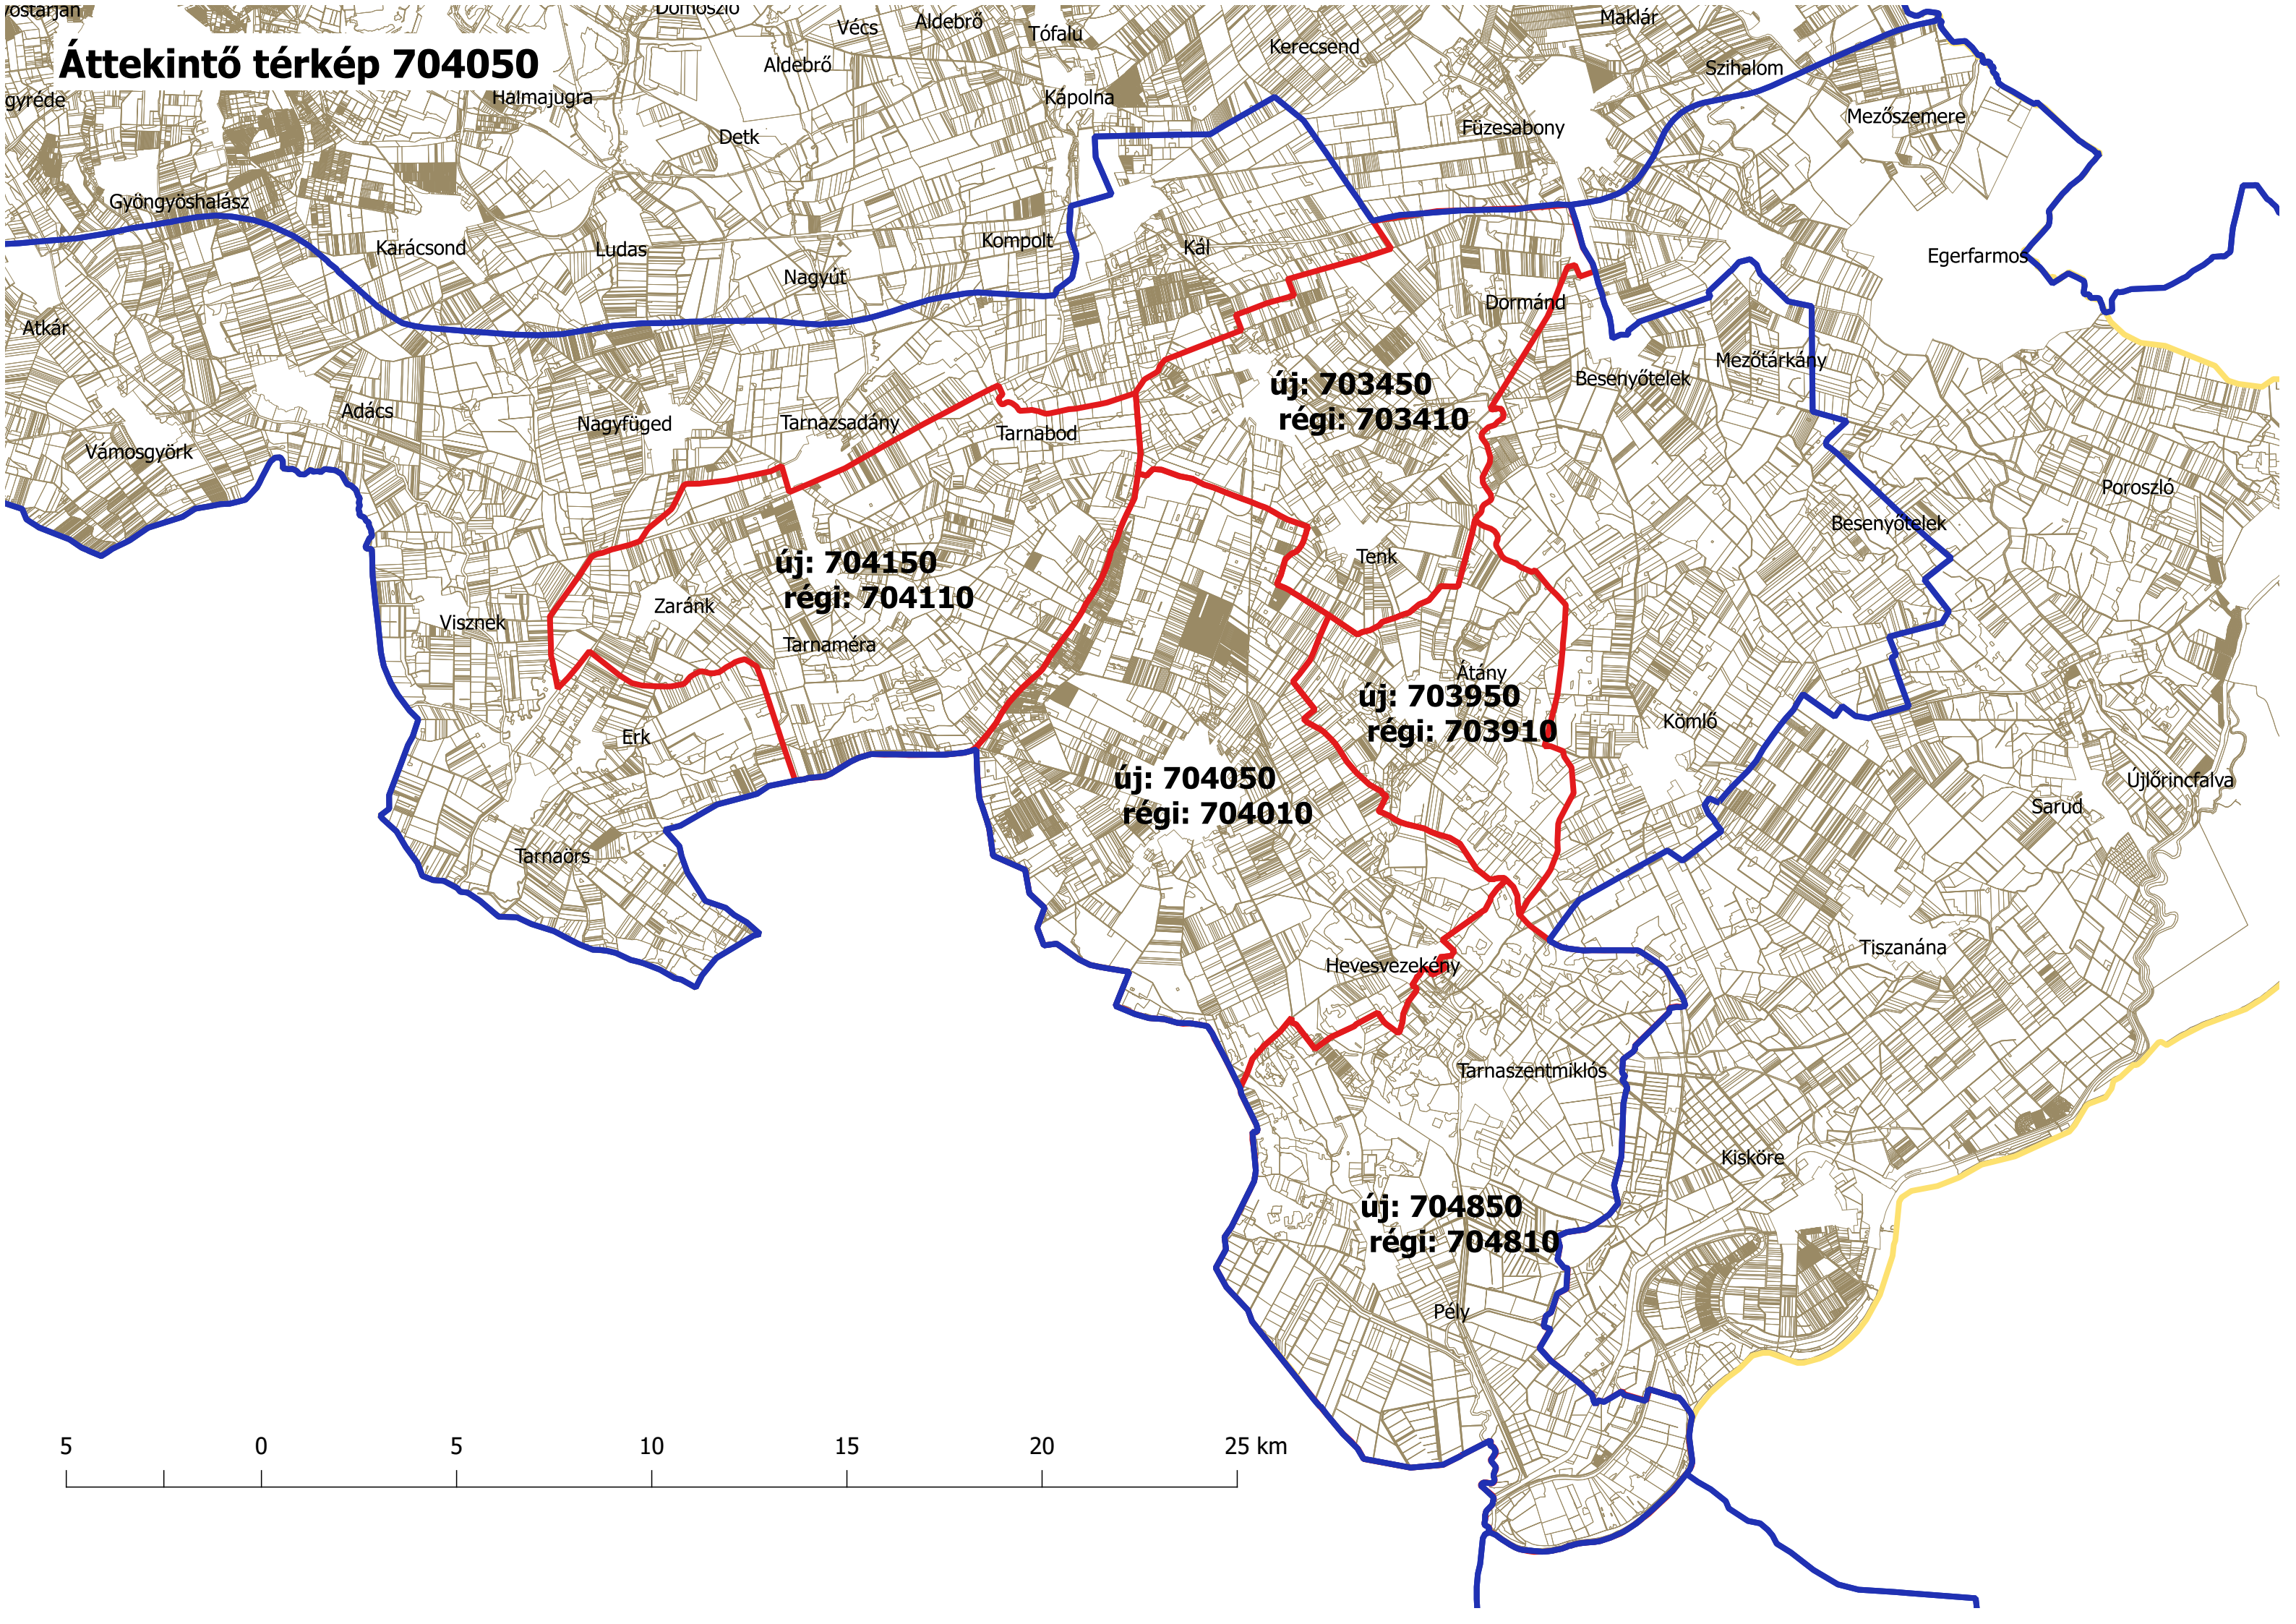 Domoszló
Vécs
Aldebrő
Tófalu
Maklár
Kerecsend
Áttekintő térkép 704050
Aldebrő
Szihalom
Halmajugra
Kápolna
Mezőszemere
Detk
Füzesabony
Gyöngyöshalász
Karácsond
Ludas
Kompolt
Kál
Egerfarmos
Nagyút
Atkár
Dormánd
Mezőtárkány
Besenyőtelek
új: 703450
régi: 703410
Adács
Nagyfüged
Tarnazsadány
Tarnabod
Vámosgyörk
Poroszló
Besenyőtelek
Tenk
új: 704150
régi: 704110
Zaránk
Visznek
Tarnaméra
Átány
új: 703950
régi: 703910
Kömlő
Erk
új: 704050
régi: 704010
Újlőrincfalva
Sarud
Tarnaörs
Tiszanána
Hevesvezekény
Tarnaszentmiklós
Kisköre
új: 704850
régi: 704810
Pély
5 0 5 10 15 20 25 km